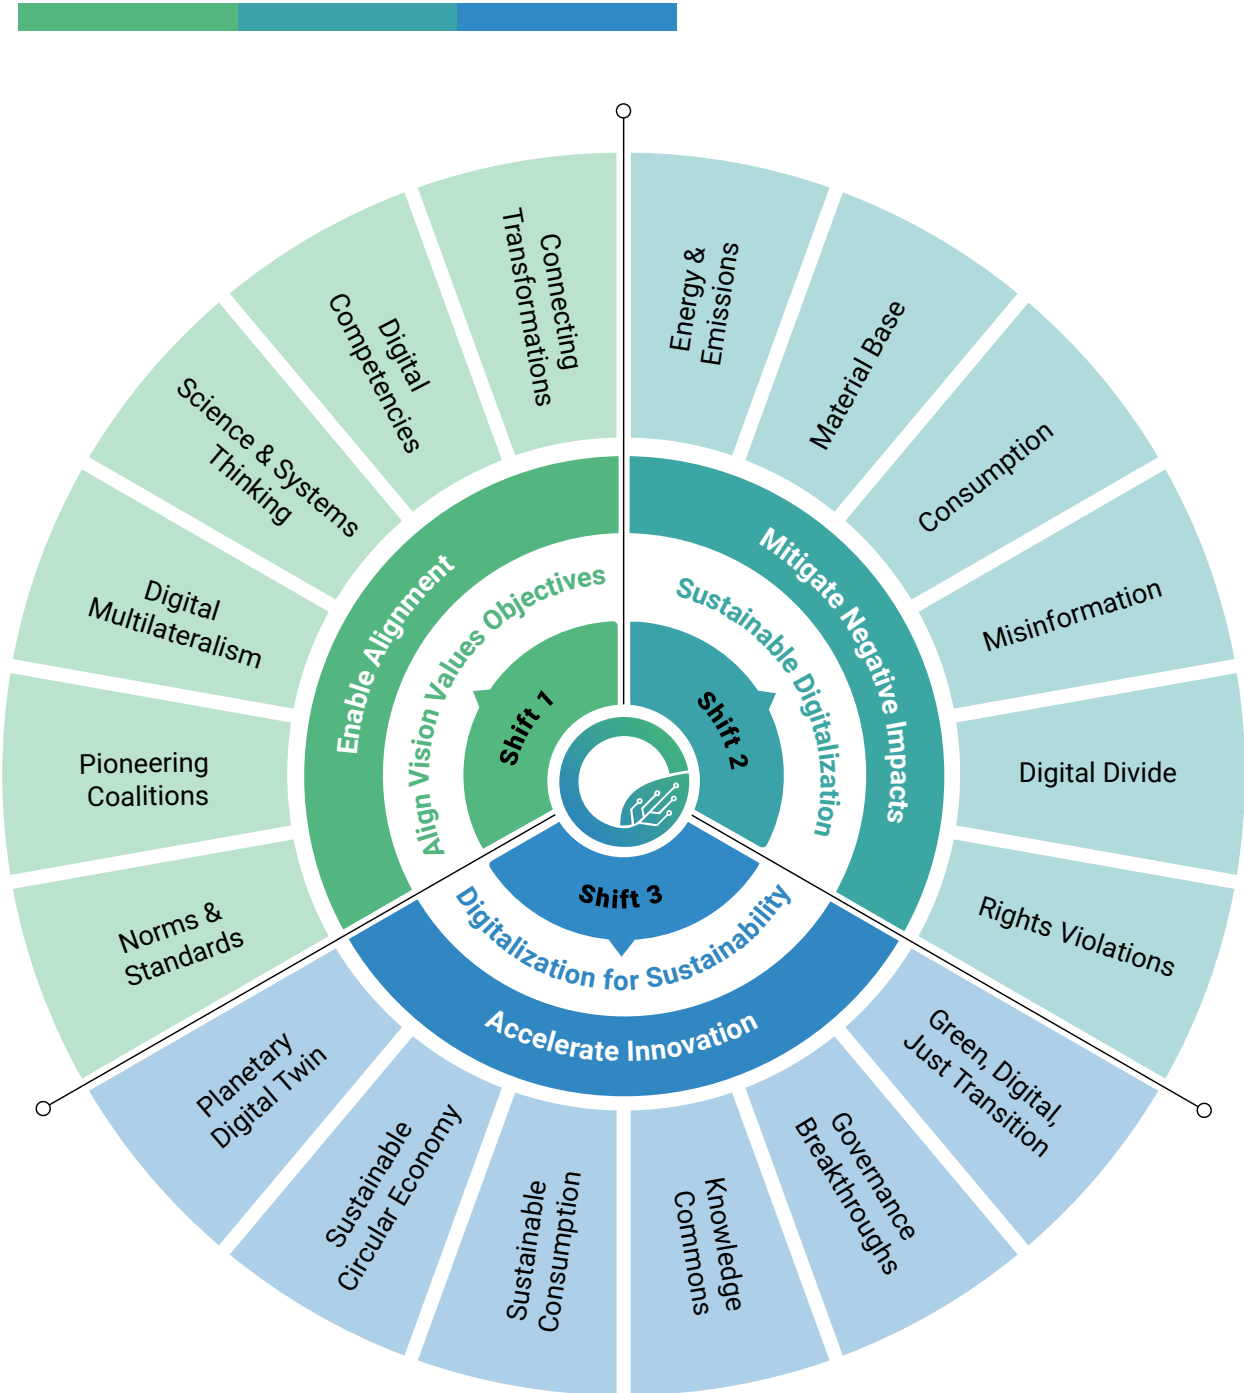 Connecting
Transformations
Digital
Competencies
Science & Systems
Thinking
Digital
Multilateralism
Pioneering
Coalitions
Norms &
Standards
Enable Alignment
Align Vision Values Objectives
Shift 1
Energy &
Emissions
Material Base
Consumption
Misinformation
Digital Divide
Rights Violations
Mitigate Negative Impacts
Sustainable Digitalization
Shift 2
Shift 3
Digitalization for Sustainability
Accelerate Innovation
Planetary
Digital Twin
Sustainable
Circular Economy
Sustainable
Consumption
Knowledge
Commons
Governance
Breakthroughs
Green, Digital,
Just Transition